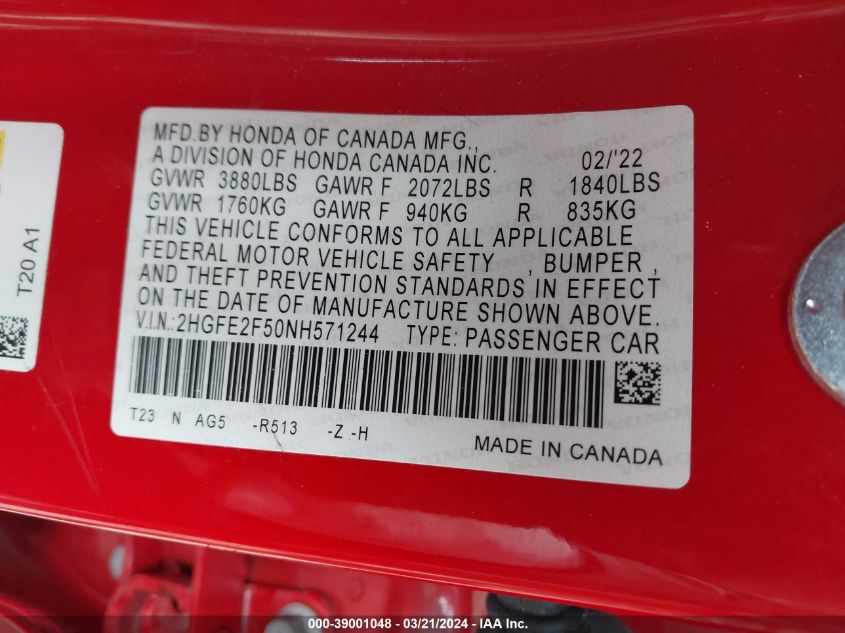 MFD.BY HONDA OF CANADA MFG.,
A DIVISION OF HONDA CANADA INC. 02/'22
GVWR 3880LBS GAWR F 2072LBS R 1840LBS
GVWR 1760KG GAWR F 940KG R 835KG
THIS VEHICLE CONFORMS TO ALL APPLICABLE
FEDERAL MOTOR VEHICLE SAFETY , BUMPER ,
AND THEFT PREVENTION STANDARDS IN EFFECT
ON THE DATE OF MANUFACTURE SHOWN ABOVE.
V.I.N.:2HGFE2F50NH571244 TYPE: PASSENGER CAR
T23 N AG5 -R513 -Z -H
MADE IN CANADA
T20 A1
000-39001048 - 03/21/2024 - IAA Inc.